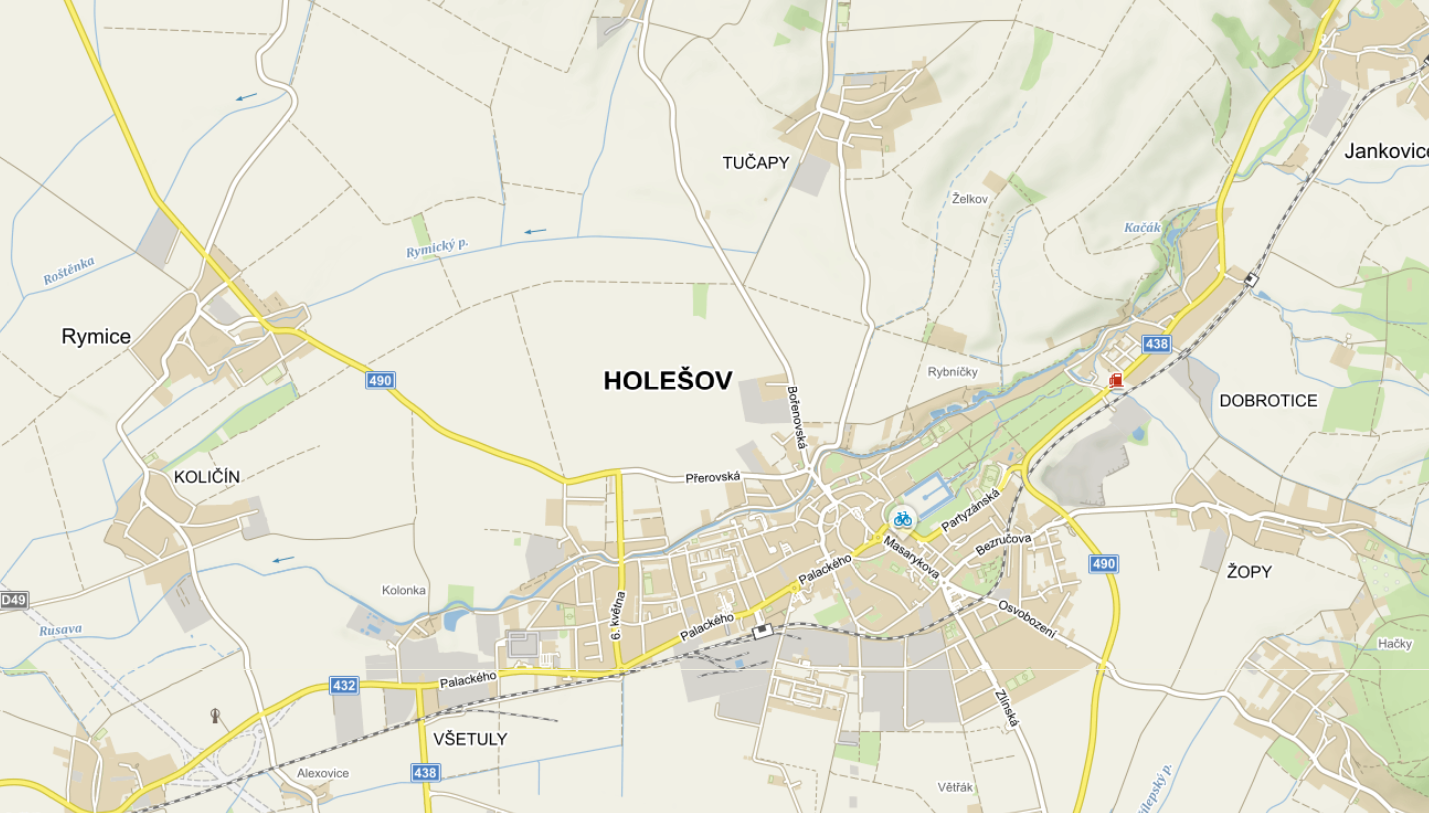 Jankovice
TUČAPY
Želkov
Kačák
Rymický p.
Roštěnka
Rymice
438
490
HOLEŠOV
Rybníčky
DOBROTICE
Bořenovská
KOLIČÍN
Přerovská
Partyzánská
Bezručova
Masarykova
Palackého
490
ŽOPY
Kolonka
D49
Rusava
6. května
Palackého
Osvobození
Hačky
432
Palackého
Zlínská
VŠETULY
438
Alexovice
Větřák